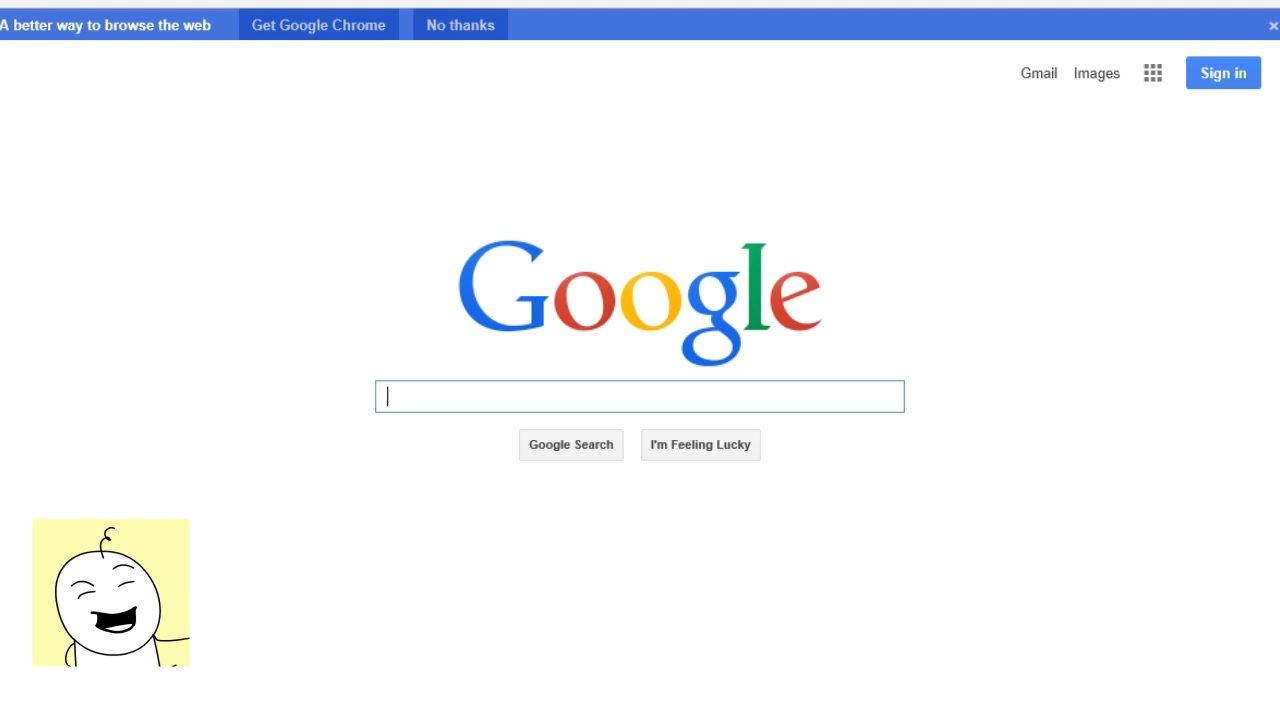 A better way to browse the web Get Google Chrome No thanks ×
Gmail Images Sign in
Google
Google Search I'm Feeling Lucky